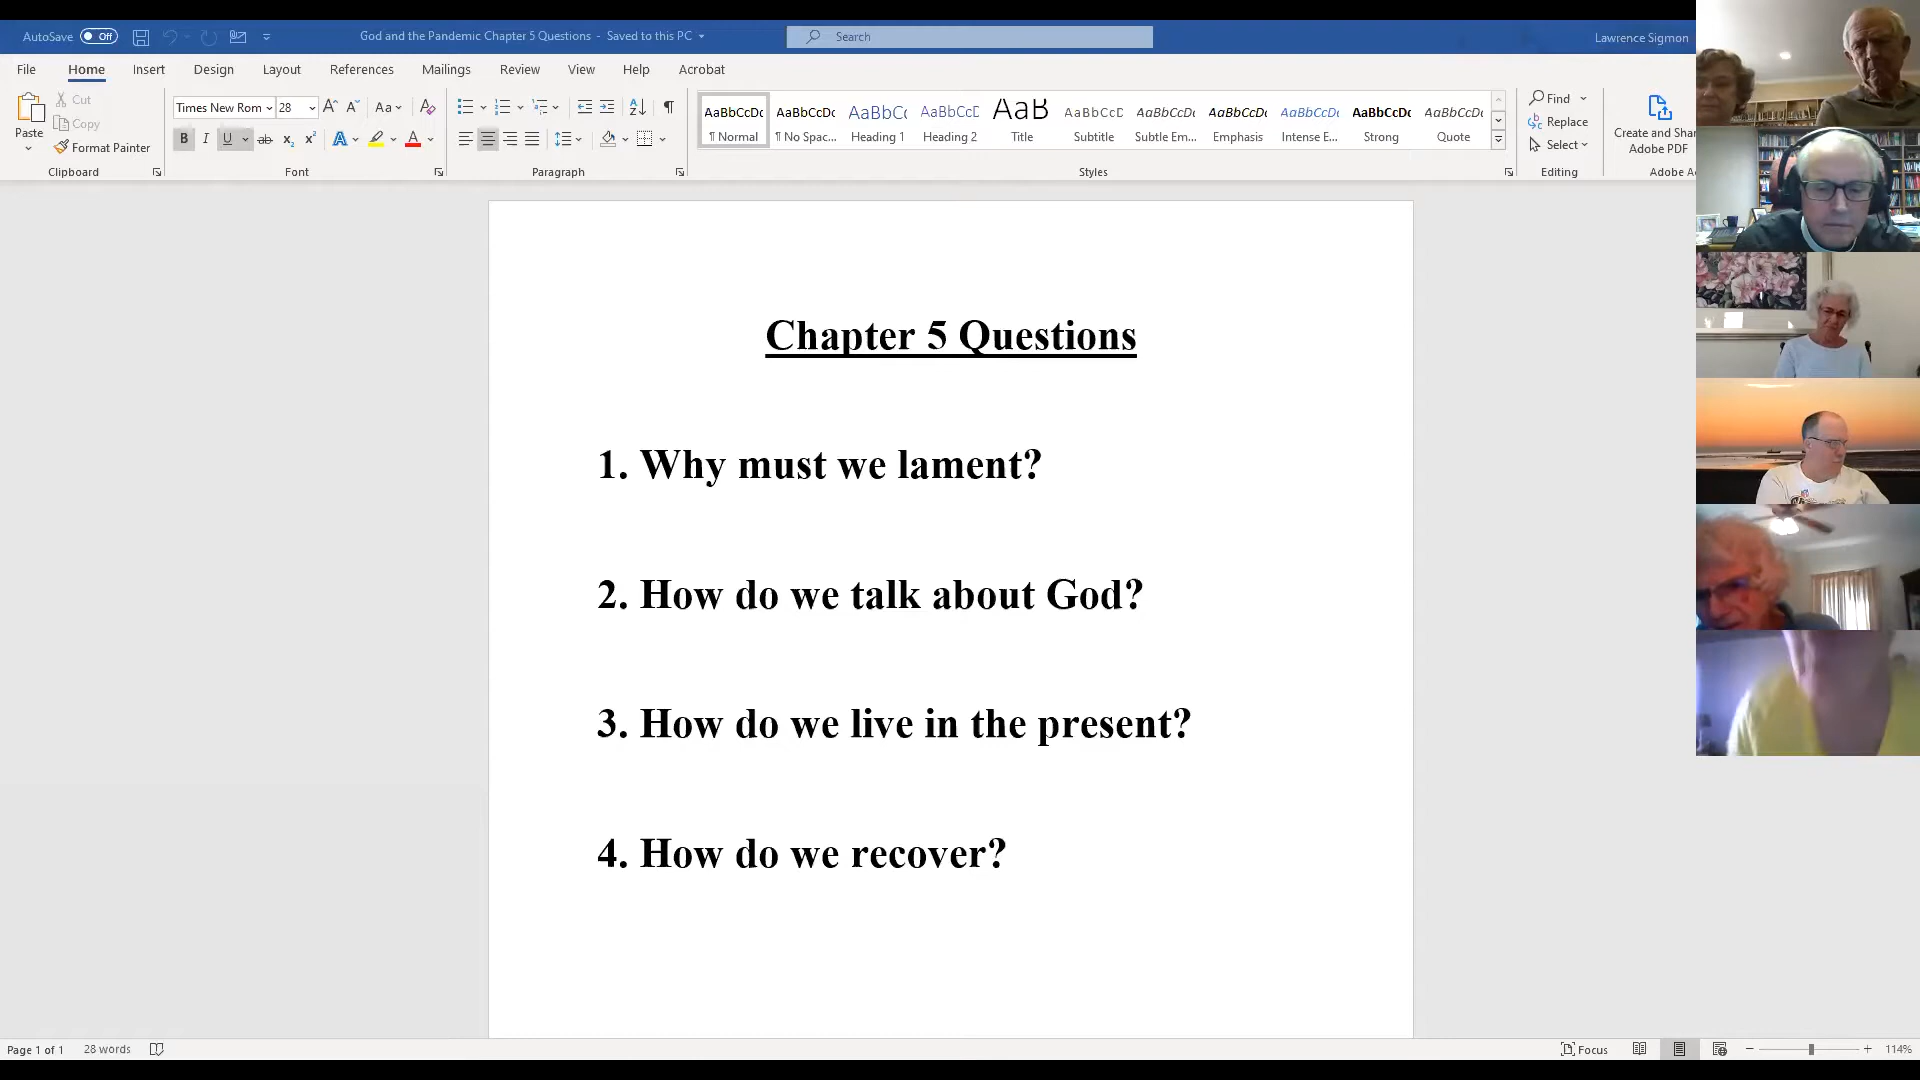 AutoSave Off God and the Pandemic Chapter 5 Questions - Saved to this PC Search Lawrence Sigmon
File Home Insert Design Layout References Mailings Review View Help Acrobat
Paste
Cut
Copy
Format Painter
Clipboard
Times New Rom 28
Font
Paragraph
AaBbCcDc AaBbCcDc AaBbCc AaBbCcD AaB AaBbCcD AaBbCcDc AaBbCcDc AaBbCcDc AaBbCcDc AaBbCcDc
¶ Normal ¶ No Spac... Heading 1 Heading 2 Title Subtitle Subtle Em... Emphasis Intense E... Strong Quote
Styles
Find
Replace
Select
Editing
Create and Shar
Adobe PDF
Chapter 5 Questions
1. Why must we lament?
2. How do we talk about God?
3. How do we live in the present?
4. How do we recover?
Page 1 of 1 28 words Focus 114%